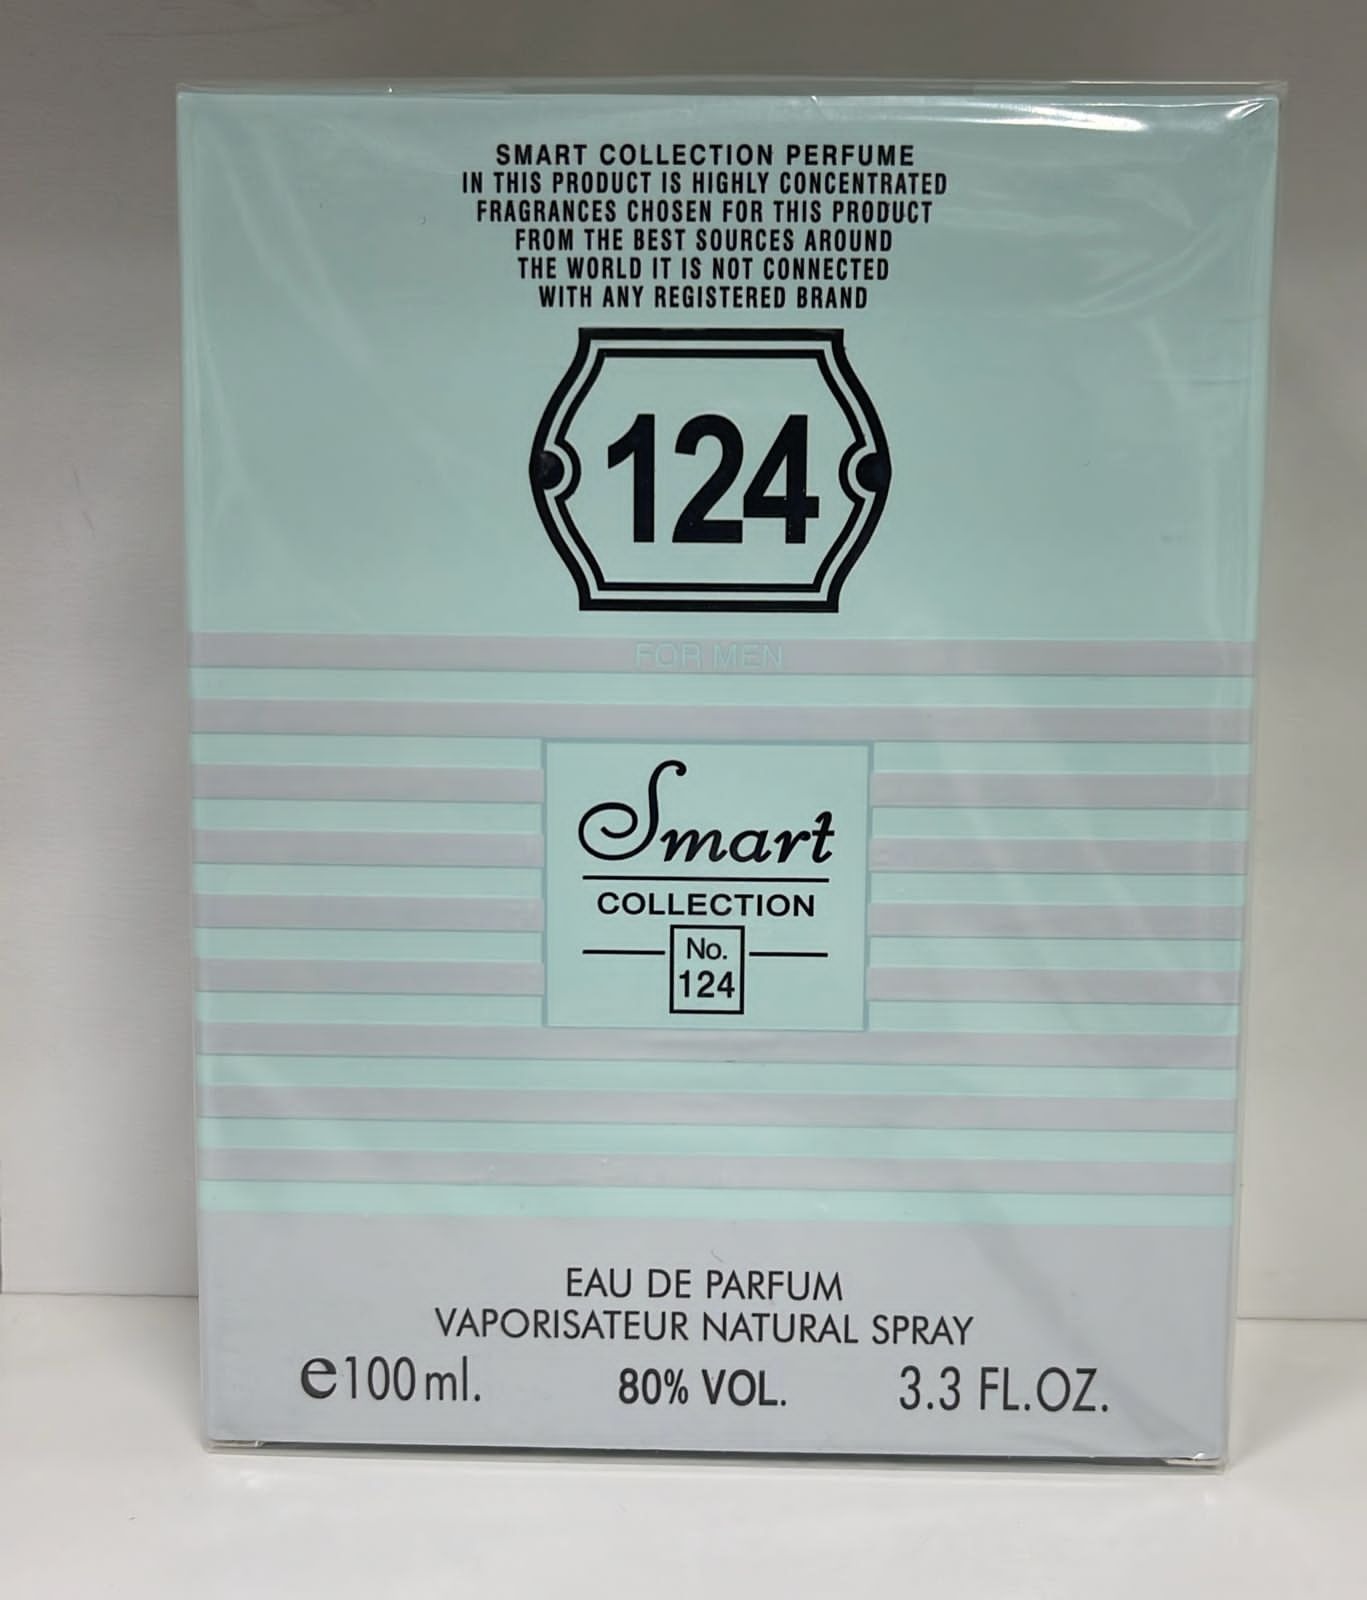 SMART COLLECTION PERFUME
IN THIS PRODUCT IS HIGHLY CONCENTRATED
FRAGRANCES CHOSEN FOR THIS PRODUCT
FROM THE BEST SOURCES AROUND
THE WORLD IT IS NOT CONNECTED
WITH ANY REGISTERED BRAND
124
FOR MEN
Smart
COLLECTION
No.
124
EAU DE PARFUM
VAPORISATEUR NATURAL SPRAY
e100 ml. 80% VOL. 3.3 FL.OZ.